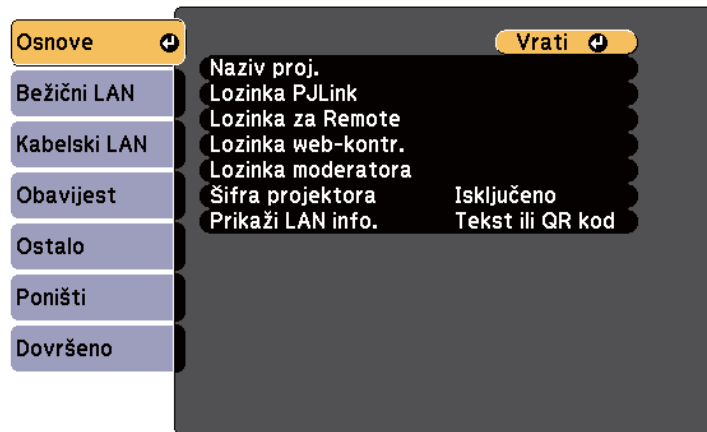 Osnove
Bežični LAN
Kabelski LAN
Obavijest
Ostalo
Poništi
Dovršeno
Vrati
Naziv proj.
Lozinka PJLink
Lozinka za Remote
Lozinka web-kontr.
Lozinka moderatora
Šifra projektora Isključeno
Prikaži LAN info. Tekst ili QR kod